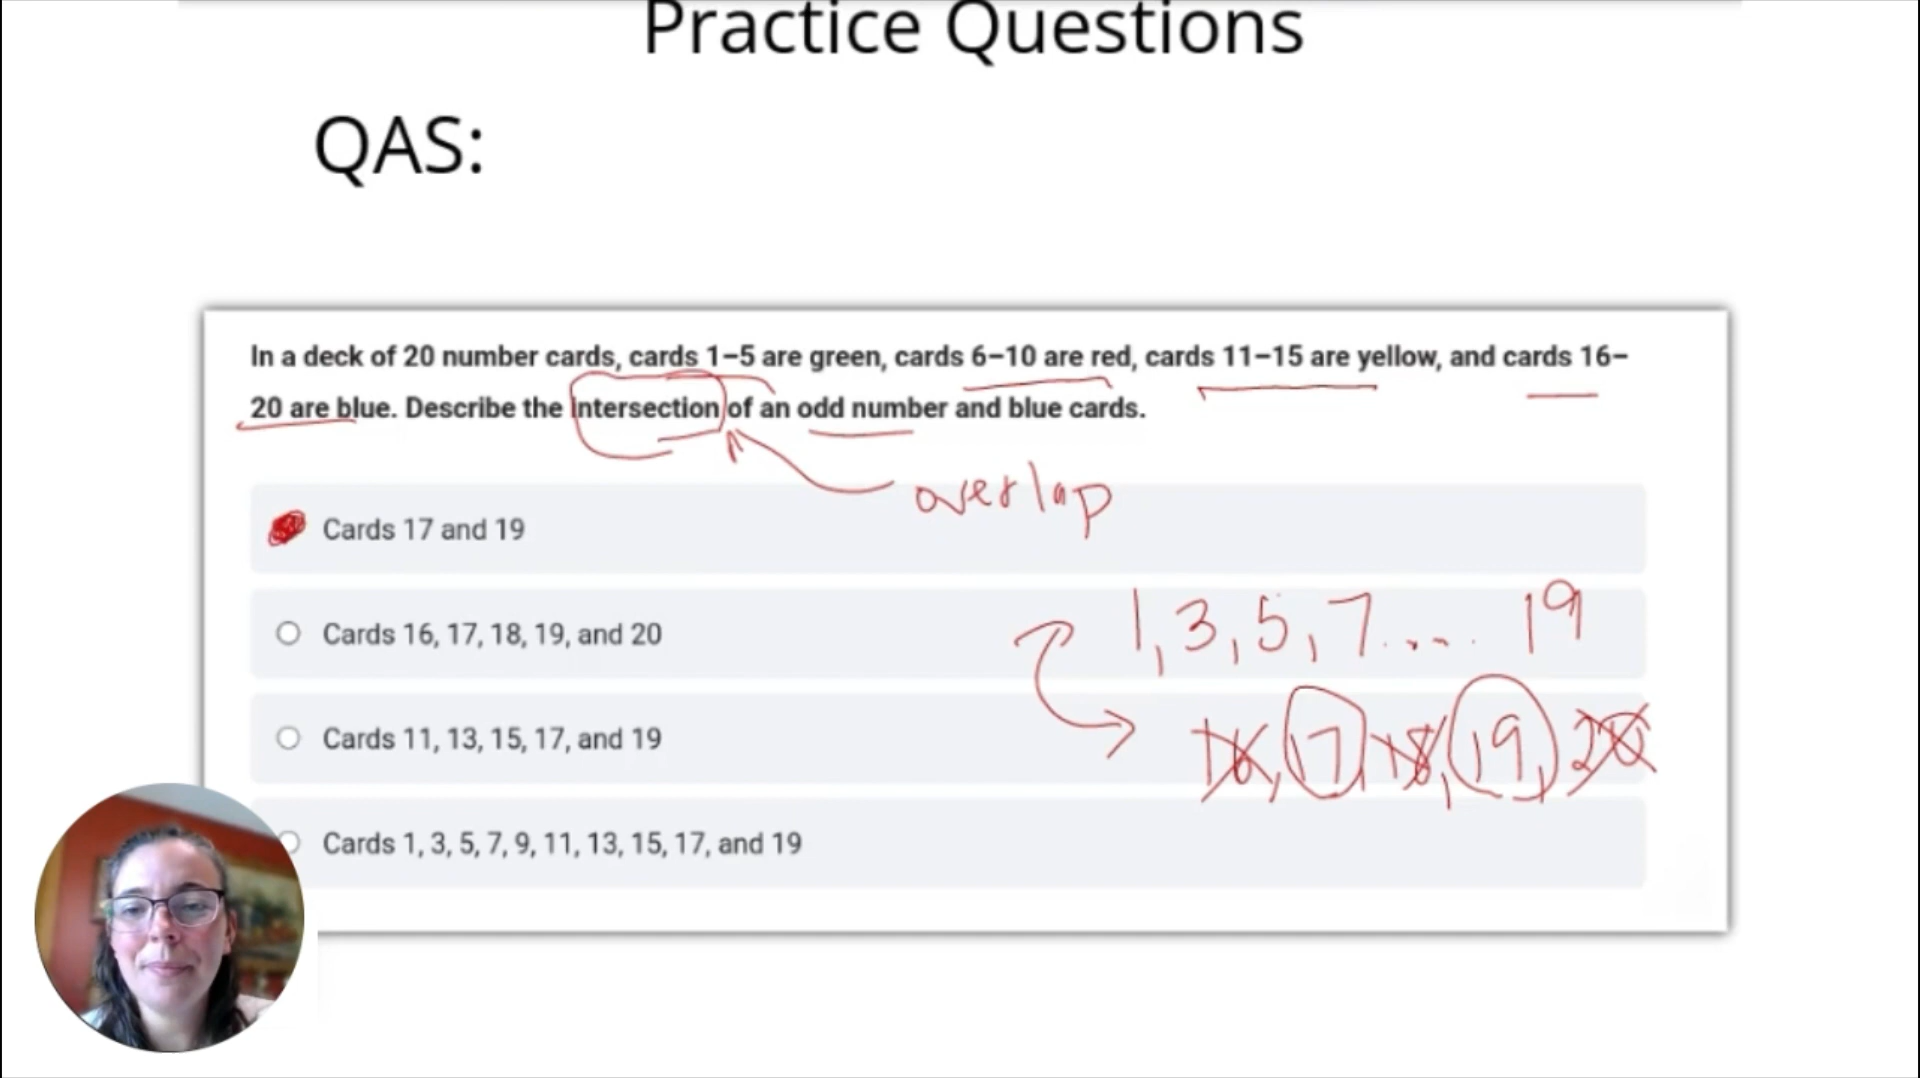 Practice Questions
QAS:
In a deck of 20 number cards, cards 1–5 are green, cards 6–10 are red, cards 11–15 are yellow, and cards 16–
20 are blue. Describe the intersection of an odd number and blue cards.
overlap
Cards 17 and 19
1, 3, 5, 7.... 19
Cards 16, 17, 18, 19, and 20
16, 17, 18, 19, 20
Cards 11, 13, 15, 17, and 19
Cards 1, 3, 5, 7, 9, 11, 13, 15, 17, and 19